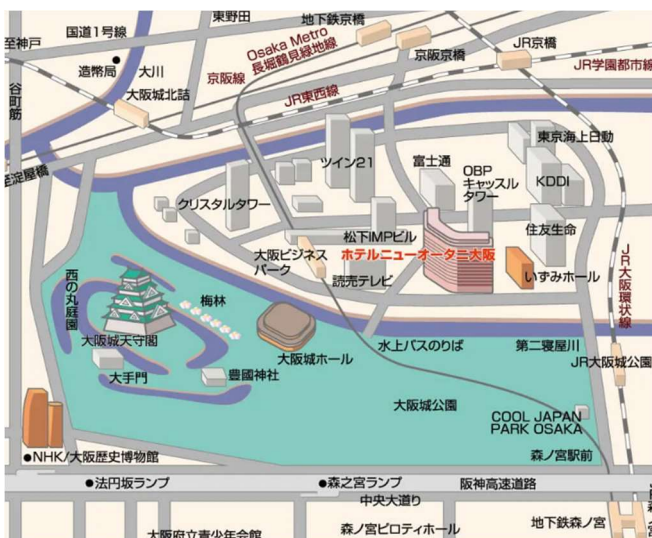 東野田
地下鉄京橋
国道1号線
至神戸
Osaka Metro
長堀鶴見緑地線
京阪京橋
JR京橋
造幣局
大川
京阪線
JR学園都市線
大阪城北詰
JR東西線
谷町筋
東京海上日動
ツイン21
富士通
OBP
キャッスル
タワー
KDDI
至淀屋橋
クリスタルタワー
住友生命
松下IMPビル
大阪ビジネス
パーク
ホテルニューオータニ大阪
いずみホール
読売テレビ
JR大阪環状線
西の丸庭園
梅林
大阪城天守閣
大阪城ホール
水上バスのりば
第二寝屋川
大手門
豊國神社
JR大阪城公園
大阪城公園
COOL JAPAN
PARK OSAKA
●NHK/大阪歴史博物館
森ノ宮駅前
●法円坂ランプ
●森之宮ランプ
阪神高速道路
中央大道り
大阪府立青少年会館
森ノ宮ピロティホール
地下鉄森ノ宮